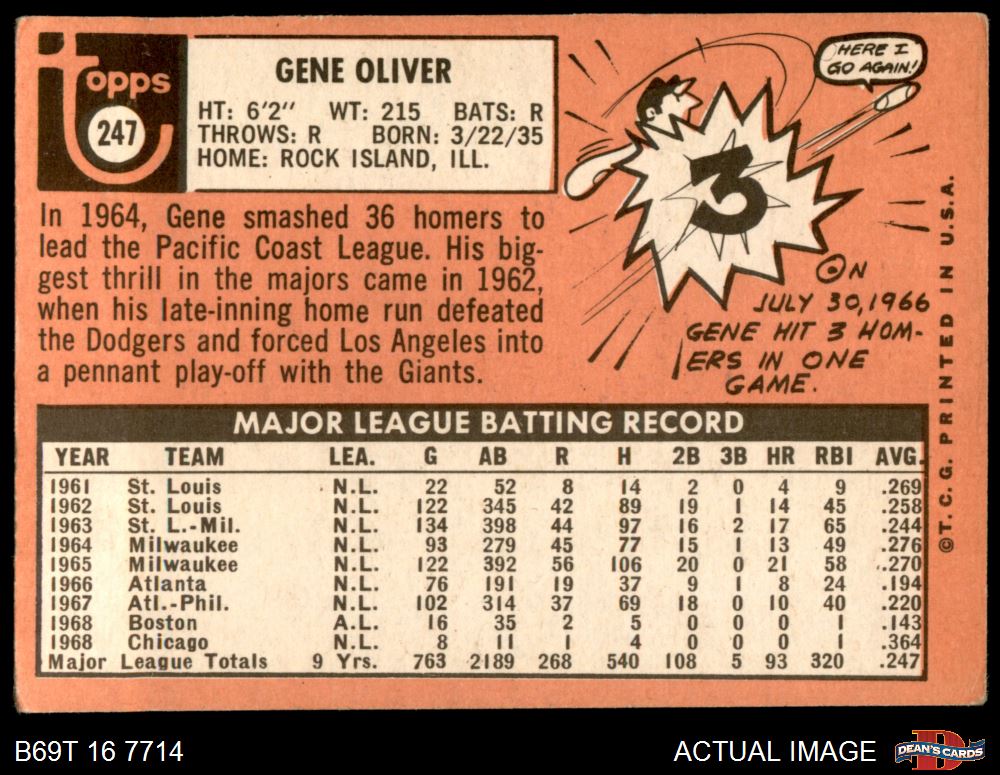 topps
247
GENE OLIVER
HT: 6'2" WT: 215 BATS: R
THROWS: R BORN: 3/22/35
HOME: ROCK ISLAND, ILL.
HERE I
GO AGAIN!
3
In 1964, Gene smashed 36 homers to
lead the Pacific Coast League. His big-
gest thrill in the majors came in 1962,
when his late-inning home run defeated
the Dodgers and forced Los Angeles into
a pennant play-off with the Giants.
ON
JULY 30, 1966
GENE HIT 3 HOM-
ERS IN ONE
GAME.
©T. C. G. PRINTED IN U.S.A.
MAJOR LEAGUE BATTING RECORD
YEAR TEAM LEA. G AB R H 2B 3B HR RBI AVG.
1961 St. Louis N.L. 22 52 8 14 2 0 4 9 .269
1962 St. Louis N.L. 122 345 42 89 19 1 14 45 .258
1963 St. L.-Mil. N.L. 134 398 44 97 16 2 17 65 .244
1964 Milwaukee N.L. 93 279 45 77 15 1 13 49 .276
1965 Milwaukee N.L. 122 392 56 106 20 0 21 58 .270
1966 Atlanta N.L. 76 191 19 37 9 1 8 24 .194
1967 Atl.-Phil. N.L. 102 314 37 69 18 0 10 40 .220
1968 Boston A.L. 16 35 2 5 0 0 0 1 .143
1968 Chicago N.L. 8 11 1 4 0 0 0 1 .364
Major League Totals 9 Yrs. 763 2189 268 540 108 5 93 320 .247
B69T 16 7714
ACTUAL IMAGE
DEAN'S CARDS